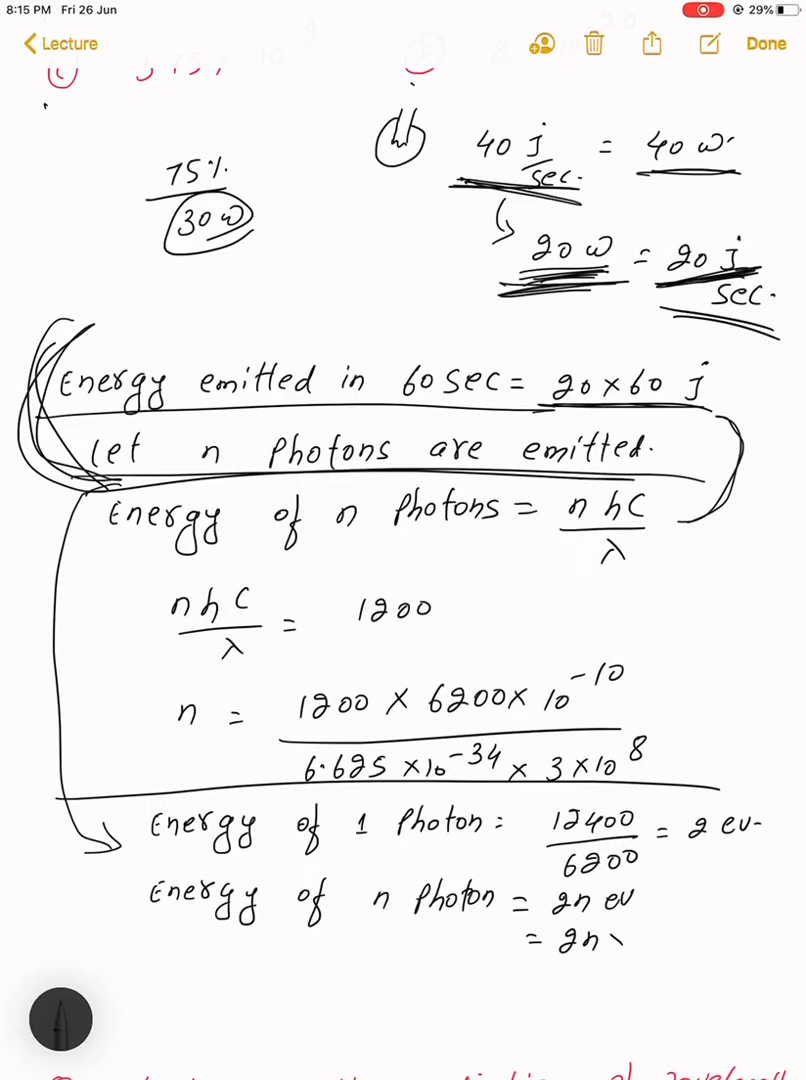 8:15 PM Fri 26 Jun 29%
Lecture Done
40 j/sec. = 40 w
75%
30 w
20 w = 20 j/sec.
Energy emitted in 60 sec = 20 × 60 j
Let n Photons are emitted.
Energy of n Photons = n h C / λ
n h C / λ = 1200
n = 1200 × 6200 × 10^-10 / 6.625 × 10^-34 × 3 × 10^8
Energy of 1 Photon: 12400 / 6200 = 2 ev
Energy of n Photon = 2n ev
= 2n